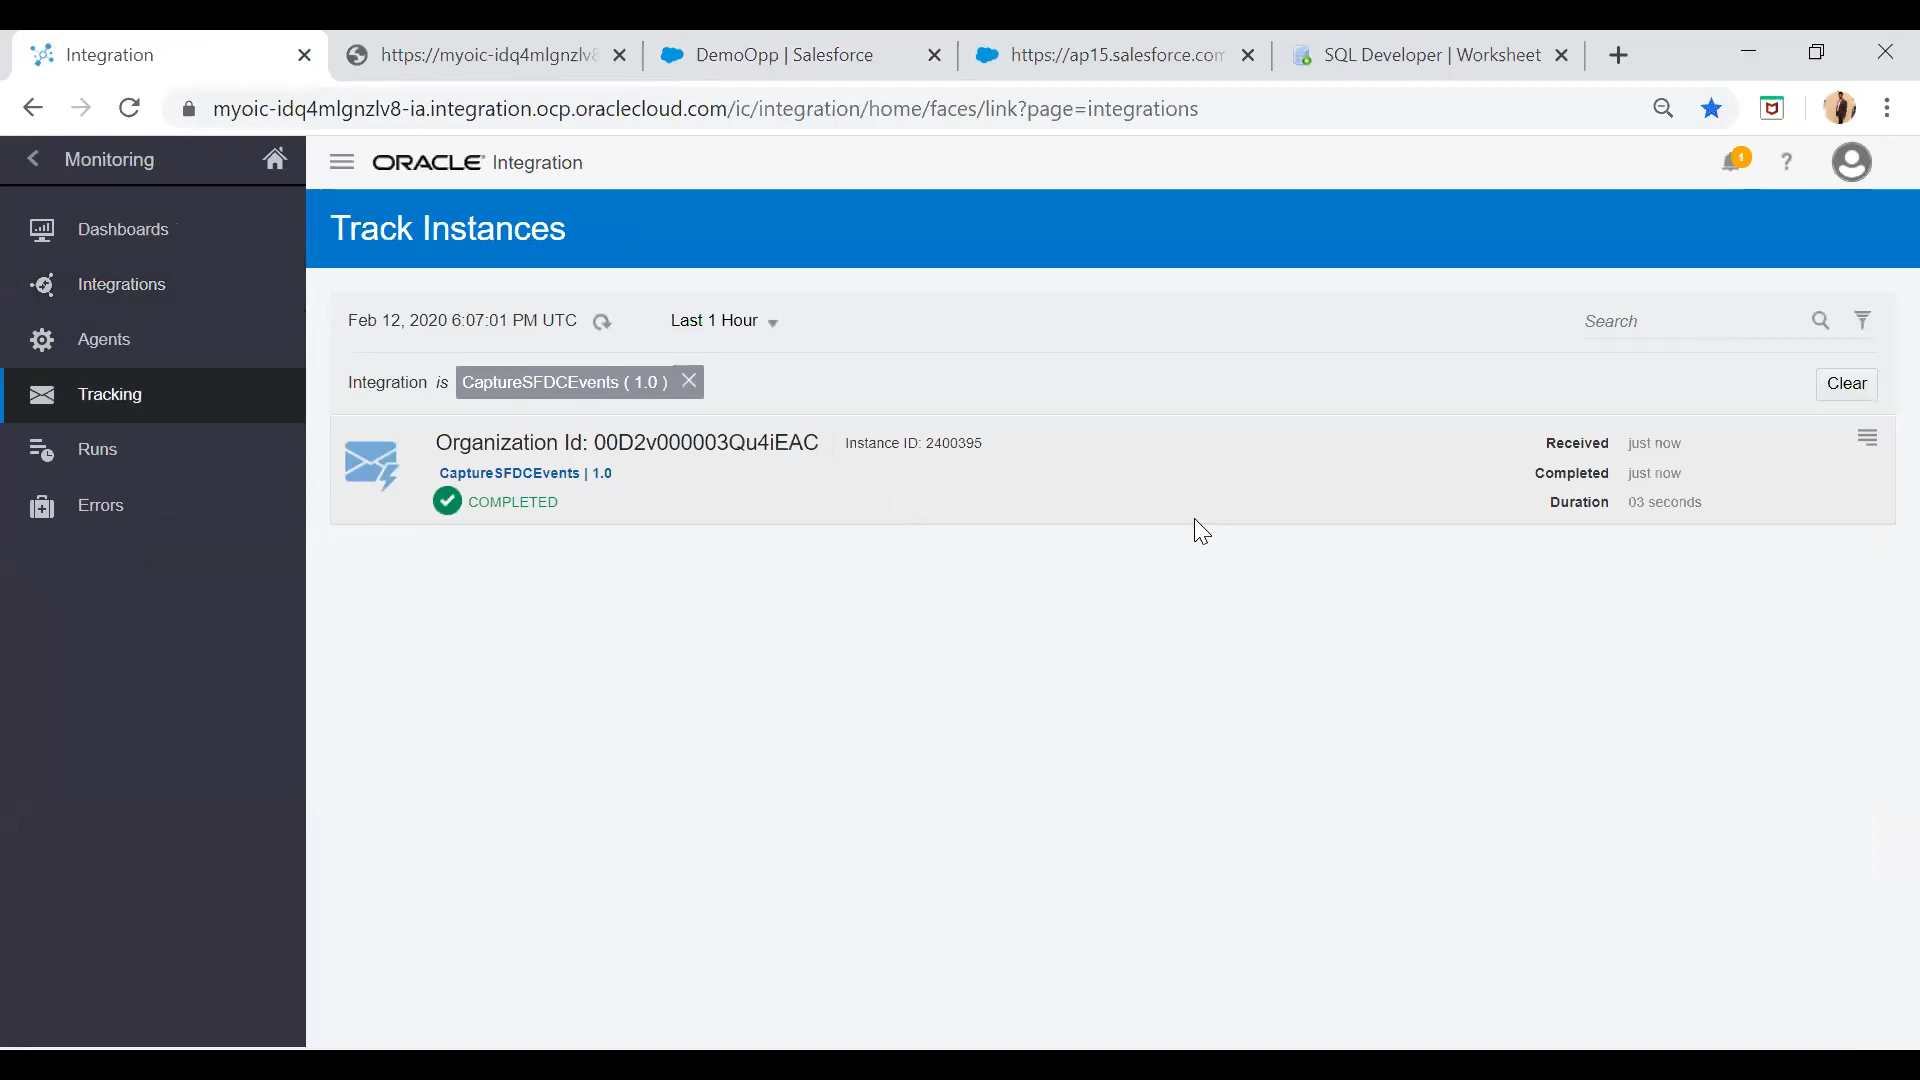 Integration
https://myoic-idq4mlgnzlv8
DemoOpp | Salesforce
https://ap15.salesforce.com
SQL Developer | Worksheet
myoic-idq4mlgnzlv8-ia.integration.ocp.oraclecloud.com/ic/integration/home/faces/link?page=integrations
Monitoring
ORACLE Integration
1
?
Dashboards
Integrations
Agents
Tracking
Runs
Errors
Track Instances
Feb 12, 2020 6:07:01 PM UTC
Last 1 Hour
Search
Integration is CaptureSFDCEvents ( 1.0 )
Clear
Organization Id: 00D2v000003Qu4iEAC
Instance ID: 2400395
CaptureSFDCEvents | 1.0
COMPLETED
Received just now
Completed just now
Duration 03 seconds